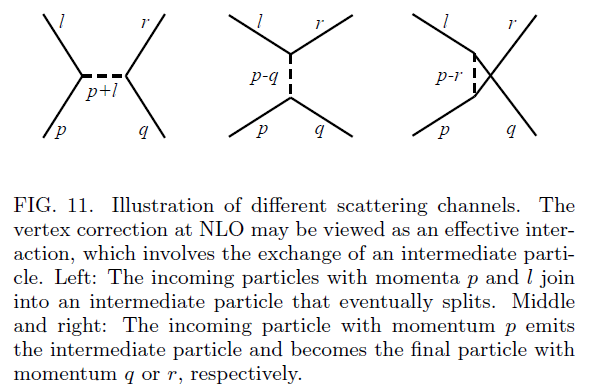 l r l r l r
p+l p-q p-r
p q p q p q
FIG. 11. Illustration of different scattering channels. The
vertex correction at NLO may be viewed as an effective inter-
action, which involves the exchange of an intermediate parti-
cle. Left: The incoming particles with momenta p and l join
into an intermediate particle that eventually splits. Middle
and right: The incoming particle with momentum p emits
the intermediate particle and becomes the final particle with
momentum q or r, respectively.